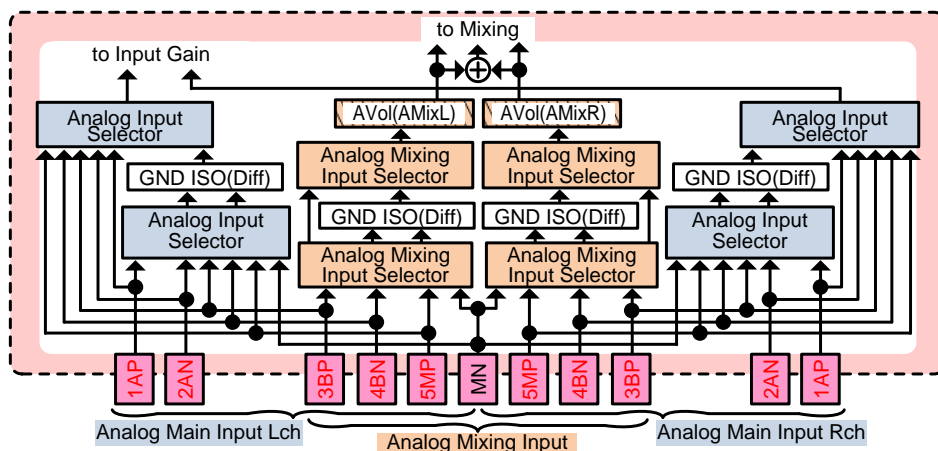 to Mixing
to Input Gain
Analog Input
Selector
AVol(AMixL)
AVol(AMixR)
Analog Input
Selector
Analog Mixing
Input Selector
Analog Mixing
Input Selector
GND ISO(Diff)
GND ISO(Diff)
GND ISO(Diff)
GND ISO(Diff)
Analog Input
Selector
Analog Mixing
Input Selector
Analog Mixing
Input Selector
Analog Input
Selector
1AP
2AN
3BP
4BN
5MP
MN
5MP
4BN
3BP
2AN
1AP
Analog Main Input Lch
Analog Mixing Input
Analog Main Input Rch